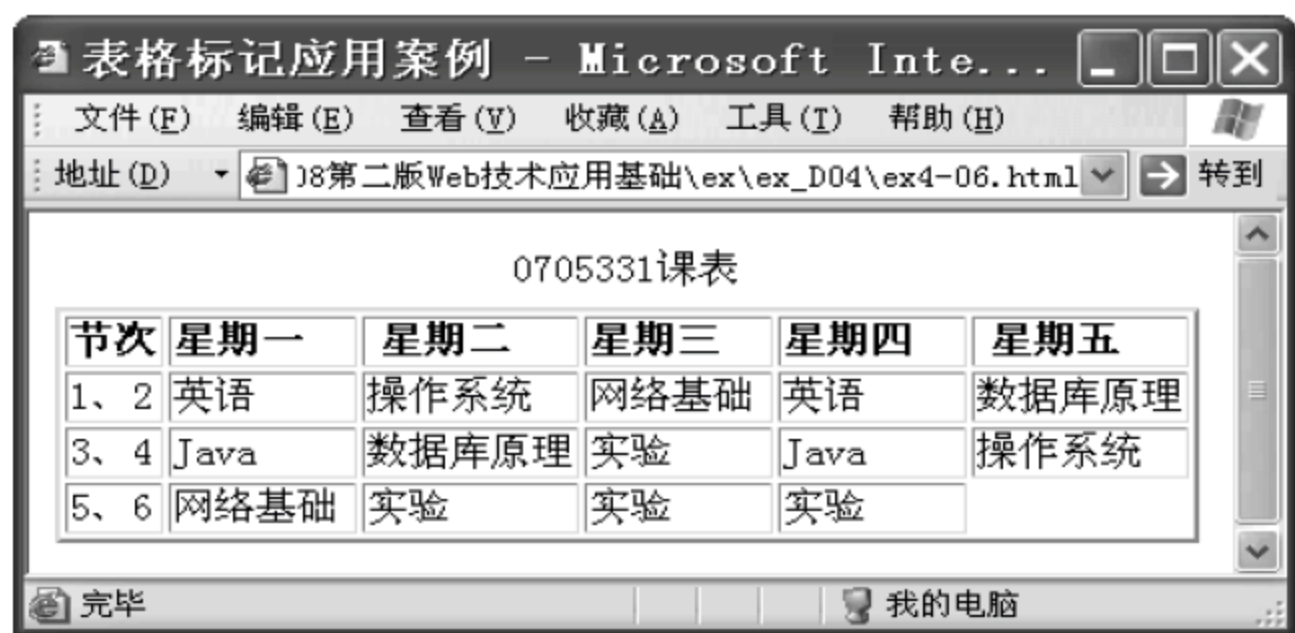 表格标记应用案例 - Microsoft Inte...
文件(F) 编辑(E) 查看(V) 收藏(A) 工具(T) 帮助(H)
地址(D) 08第二版Web技术应用基础\ex\ex_D04\ex4-06.html 转到
0705331课表
节次 星期一 星期二 星期三 星期四 星期五
1、2 英语 操作系统 网络基础 英语 数据库原理
3、4 Java 数据库原理 实验 Java 操作系统
5、6 网络基础 实验 实验 实验
完毕 我的电脑